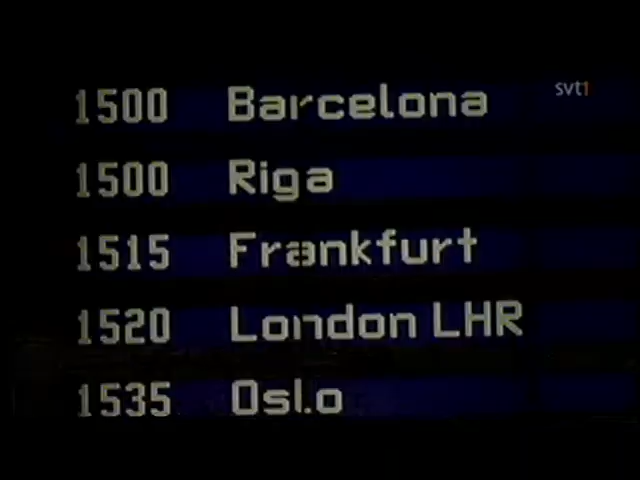 svt1
1500 Barcelona
1500 Riga
1515 Frankfurt
1520 London LHR
1535 Oslo